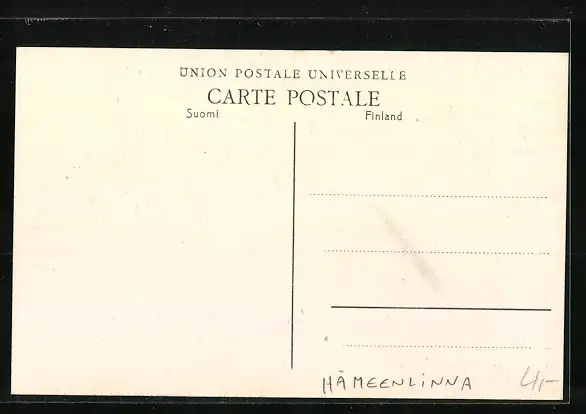 UNION POSTALE UNIVERSELLE
CARTE POSTALE
Suomi Finland
HÄMEENLINNA 4,-